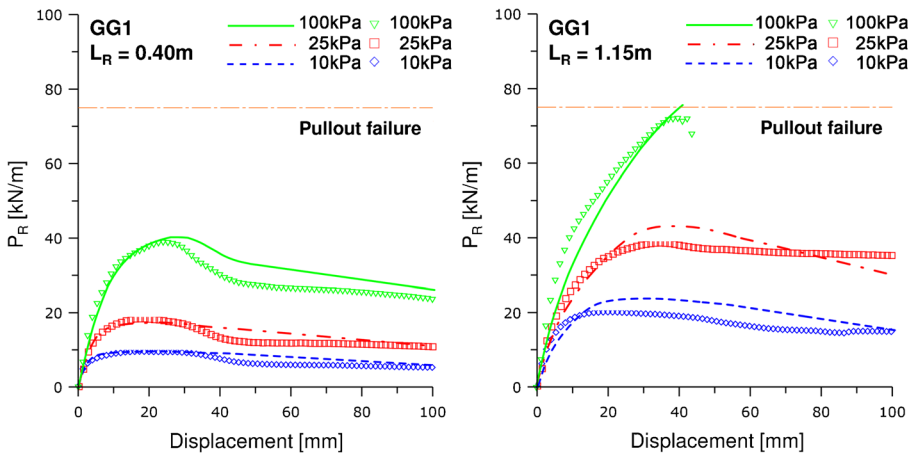 GG1
L_R = 0.40m
100kPa 100kPa
25kPa 25kPa
10kPa 10kPa
Pullout failure
100
80
60
40
20
0
P_R [kN/m]
0 20 40 60 80 100
Displacement [mm]
GG1
L_R = 1.15m
100kPa 100kPa
25kPa 25kPa
10kPa 10kPa
Pullout failure
100
80
60
40
20
0
P_R [kN/m]
0 20 40 60 80 100
Displacement [mm]